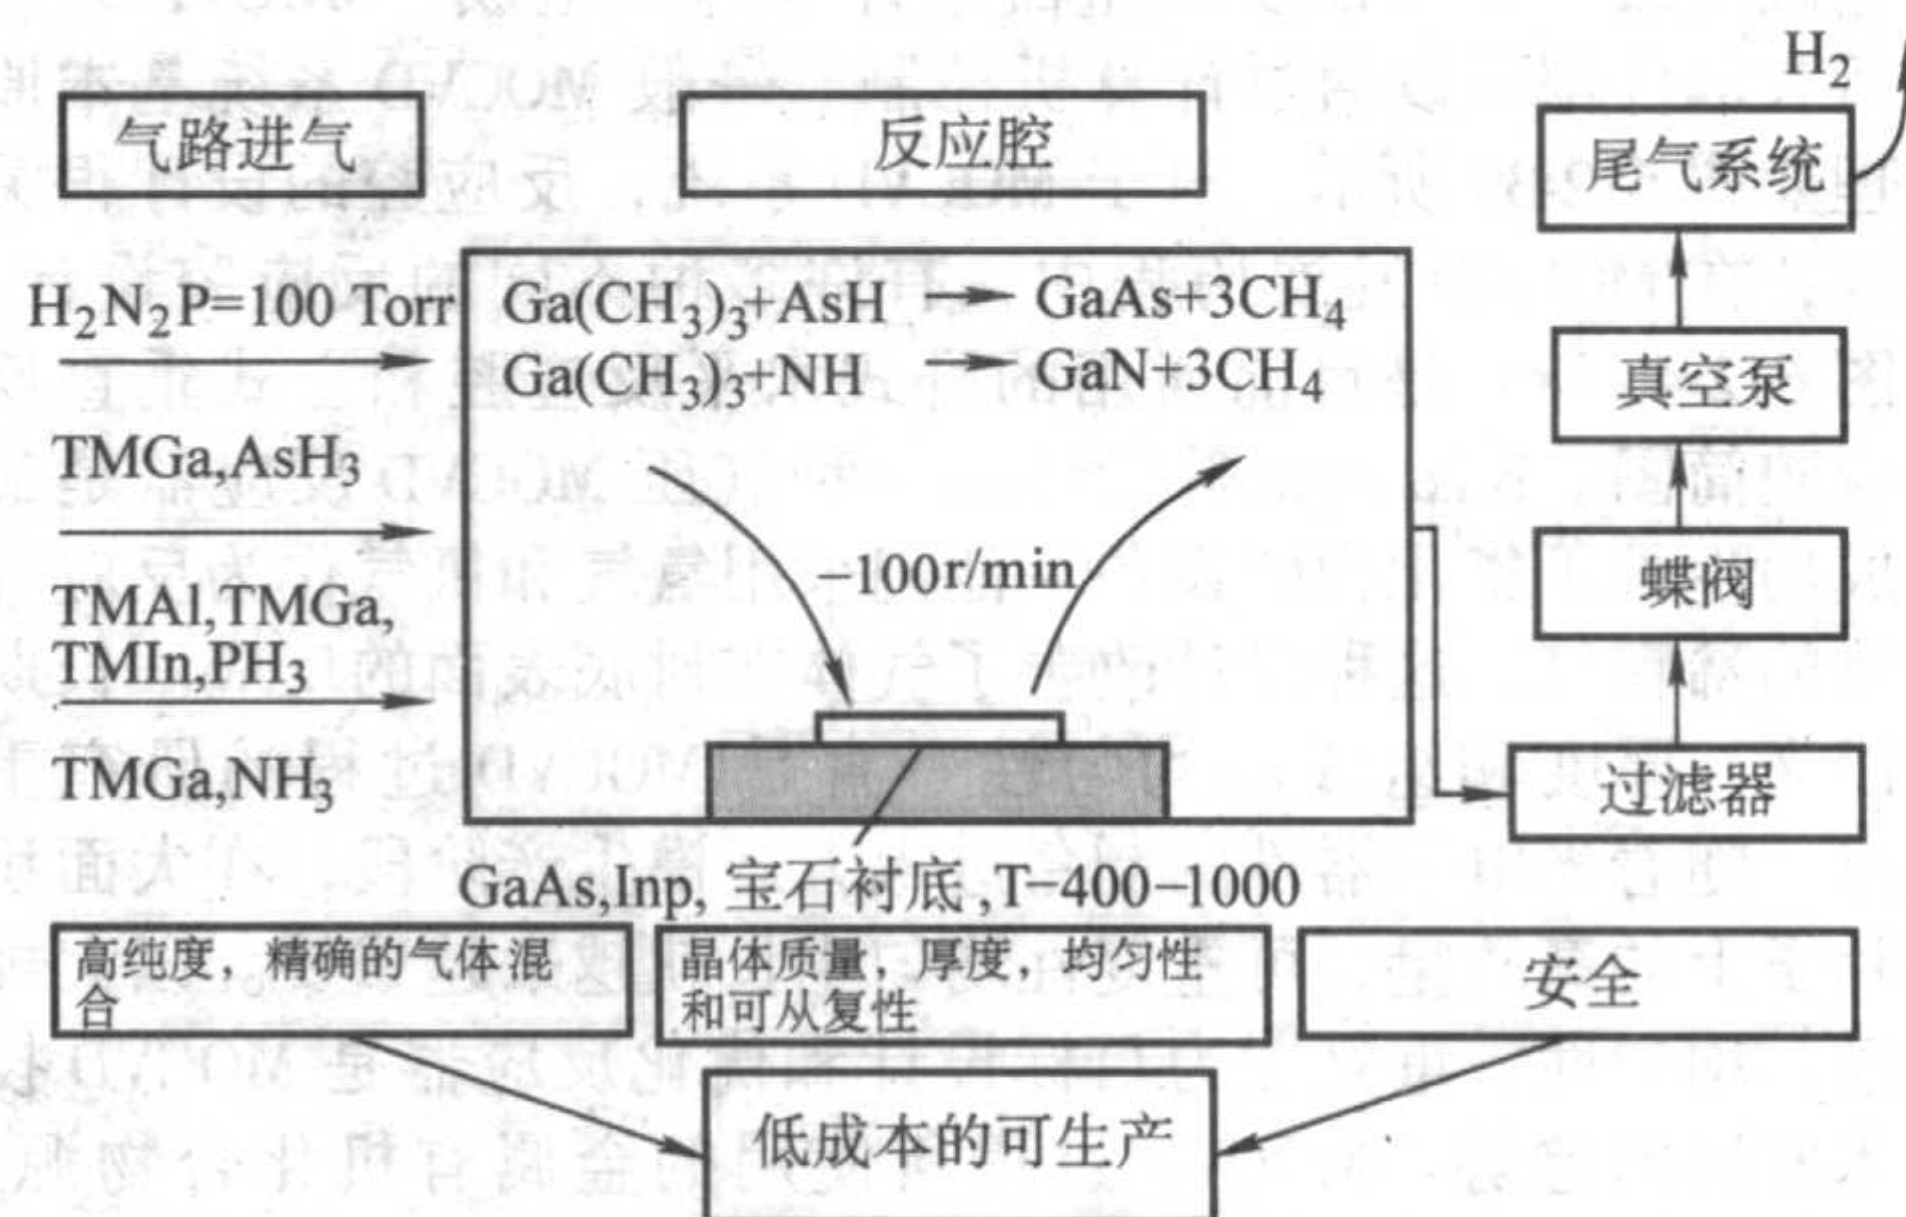 H₂
气路进气
反应腔
尾气系统
H₂N₂P=100 Torr
Ga(CH₃)₃+AsH → GaAs+3CH₄
Ga(CH₃)₃+NH → GaN+3CH₄
真空泵
TMGa,AsH₃
-100r/min
蝶阀
TMAl,TMGa,
TMIn,PH₃
TMGa,NH₃
过滤器
GaAs,Inp, 宝石衬底,T-400-1000
高纯度，精确的气体混
合
晶体质量，厚度，均匀性
和可从复性
安全
低成本的可生产